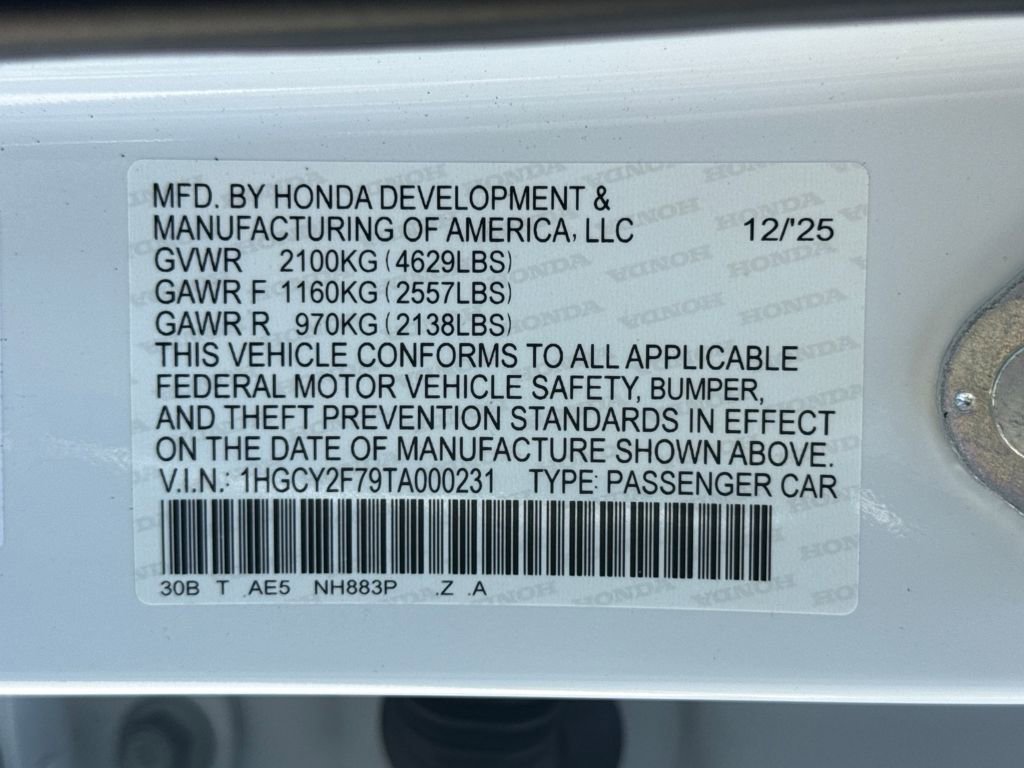 MFD. BY HONDA DEVELOPMENT &
MANUFACTURING OF AMERICA, LLC 12/'25
GVWR 2100KG (4629LBS)
GAWR F 1160KG (2557LBS)
GAWR R 970KG (2138LBS)
THIS VEHICLE CONFORMS TO ALL APPLICABLE
FEDERAL MOTOR VEHICLE SAFETY, BUMPER,
AND THEFT PREVENTION STANDARDS IN EFFECT
ON THE DATE OF MANUFACTURE SHOWN ABOVE.
V.I.N.: 1HGCY2F79TA000231 TYPE: PASSENGER CAR
30B T AE5 NH883P .Z .A